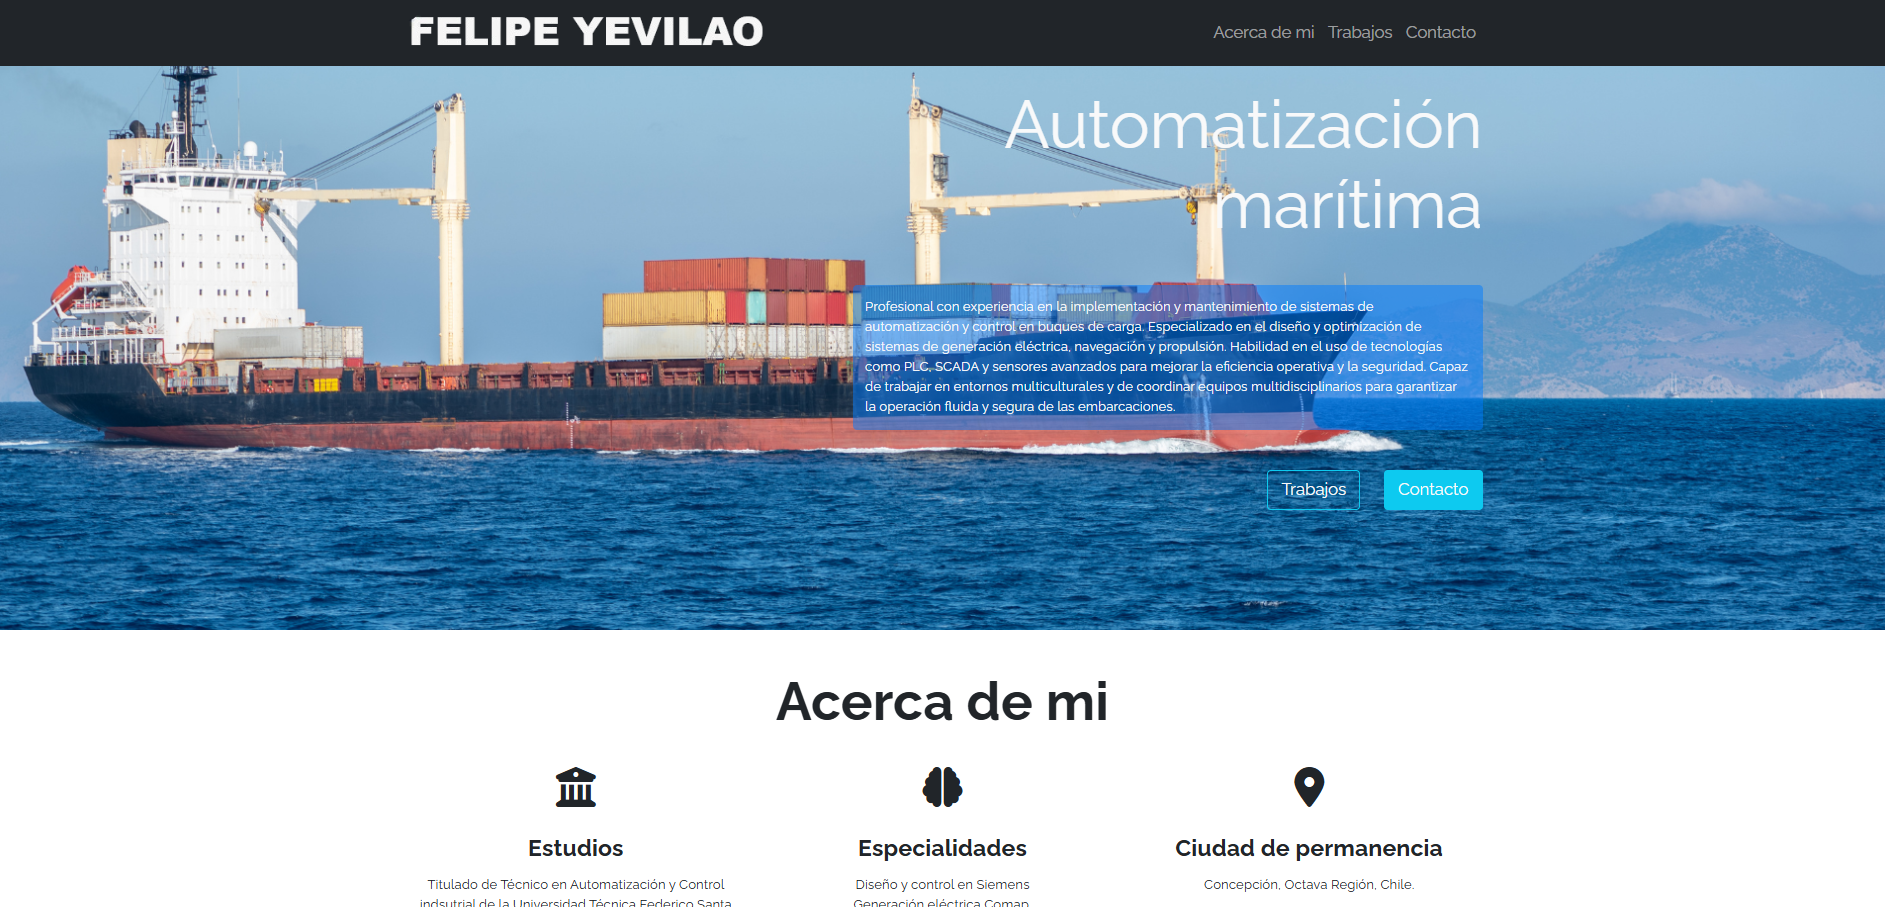 FELIPE YEVILAO
Acerca de mi Trabajos Contacto
Automatización
marítima
Profesional con experiencia en la implementación y mantenimiento de sistemas de
automatización y control en buques de carga. Especializado en el diseño y optimización de
sistemas de generación eléctrica, navegación y propulsión. Habilidad en el uso de tecnologías
como PLC, SCADA y sensores avanzados para mejorar la eficiencia operativa y la seguridad. Capaz
de trabajar en entornos multiculturales y de coordinar equipos multidisciplinarios para garantizar
la operación fluida y segura de las embarcaciones.
Trabajos Contacto
Acerca de mi
Estudios
Titulado de Técnico en Automatización y Control
indsutrial de la Universidad Técnica Federico Santa
Especialidades
Diseño y control en Siemens
Generación eléctrica Comap
Ciudad de permanencia
Concepción, Octava Región, Chile.